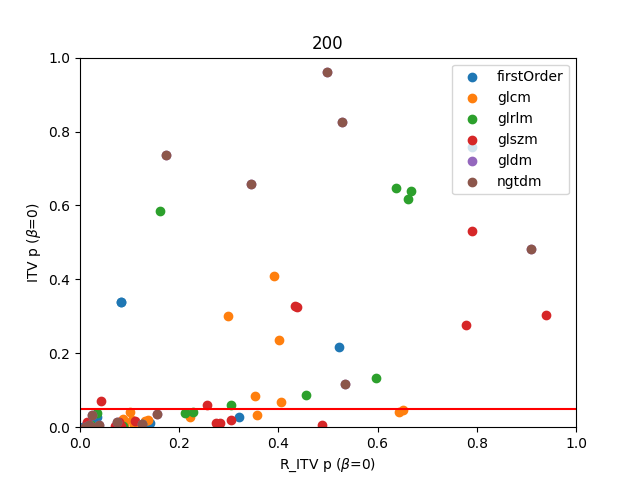 200
1.0
0.8
0.6
0.4
0.2
0.0
ITV p (β=0)
firstOrder
glcm
glrlm
glszm
gldm
ngtdm
0.0 0.2 0.4 0.6 0.8 1.0
R_ITV p (β=0)